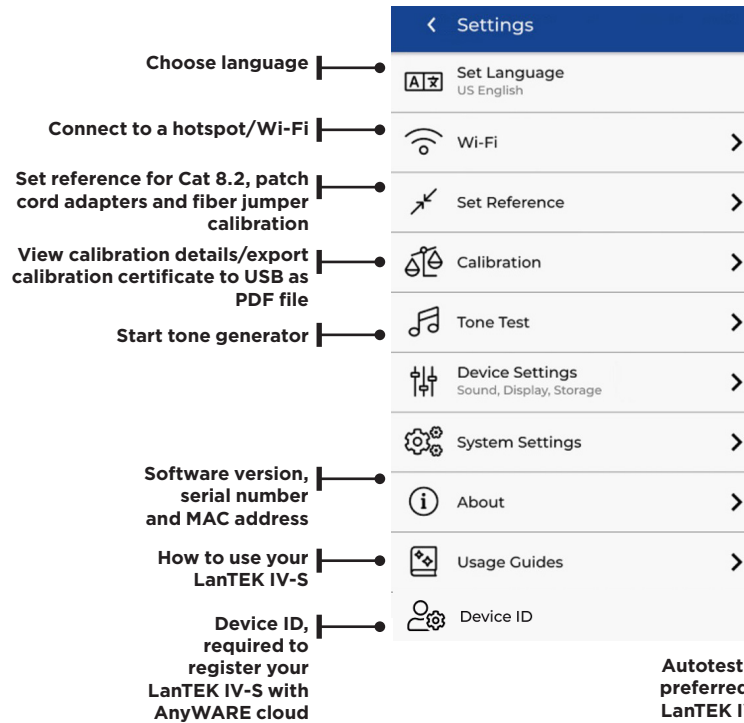 Settings
Choose language
Set Language
US English
Connect to a hotspot/Wi-Fi
Wi-Fi
Set reference for Cat 8.2, patch
cord adapters and fiber jumper
calibration
Set Reference
View calibration details/export
calibration certificate to USB as
PDF file
Calibration
Start tone generator
Tone Test
Device Settings
Sound, Display, Storage
System Settings
Software version,
serial number
and MAC address
About
How to use your
LanTEK IV-S
Usage Guides
Device ID,
required to
register your
LanTEK IV-S with
AnyWARE cloud
Device ID
Autotest
preferred
LanTEK I